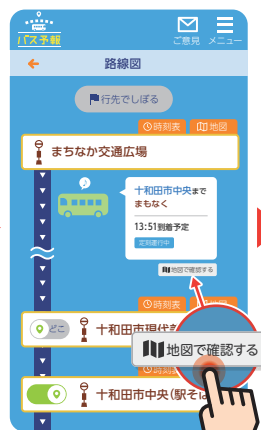 バス予報
ご意見
メニュー
路線図
行先でしぼる
時刻表
地図
まちなか交通広場
十和田市中央まで
まもなく
13:51到着予定
定刻運行中
地図で確認する
時刻表
どこ
十和田市現代
地図で確認する
時刻表
十和田市中央(駅そば